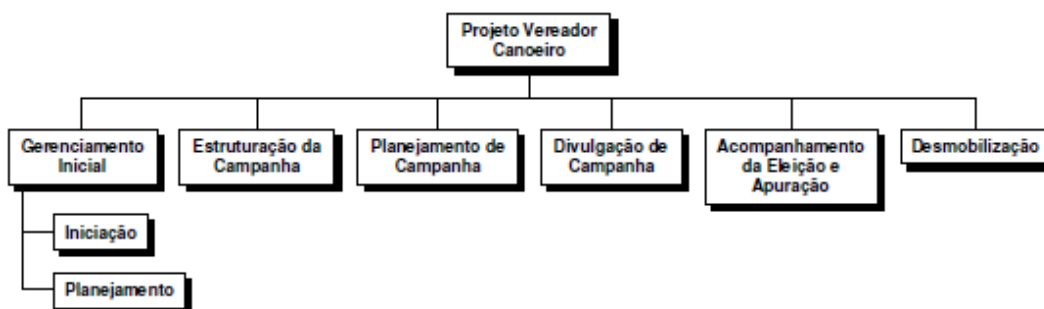 Projeto Vereador
Canoeiro
Gerenciamento
Inicial
Estruturação da
Campanha
Planejamento de
Campanha
Divulgação de
Campanha
Acompanhamento
da Eleição e
Apuração
Desmobilização
Iniciação
Planejamento